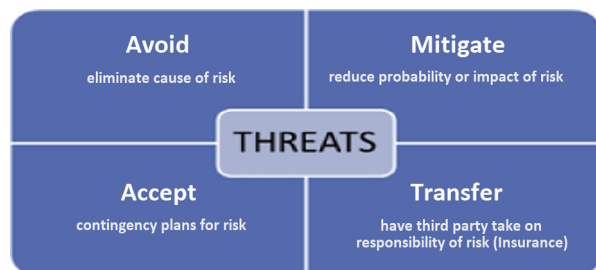 Avoid
eliminate cause of risk
Mitigate
reduce probability or impact of risk
THREATS
Accept
contingency plans for risk
Transfer
have third party take on
responsibility of risk (Insurance)